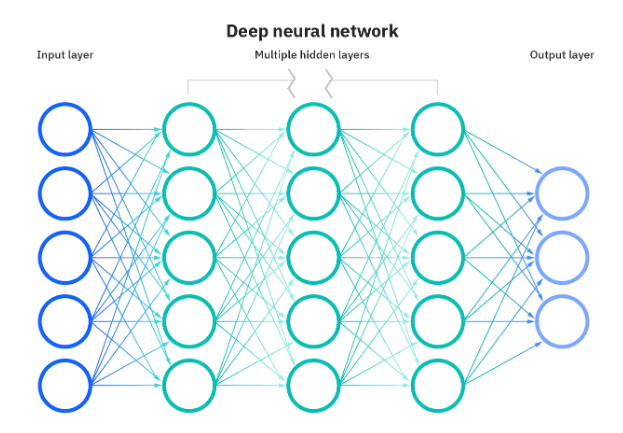 Deep neural network
Input layer
Multiple hidden layers
Output layer